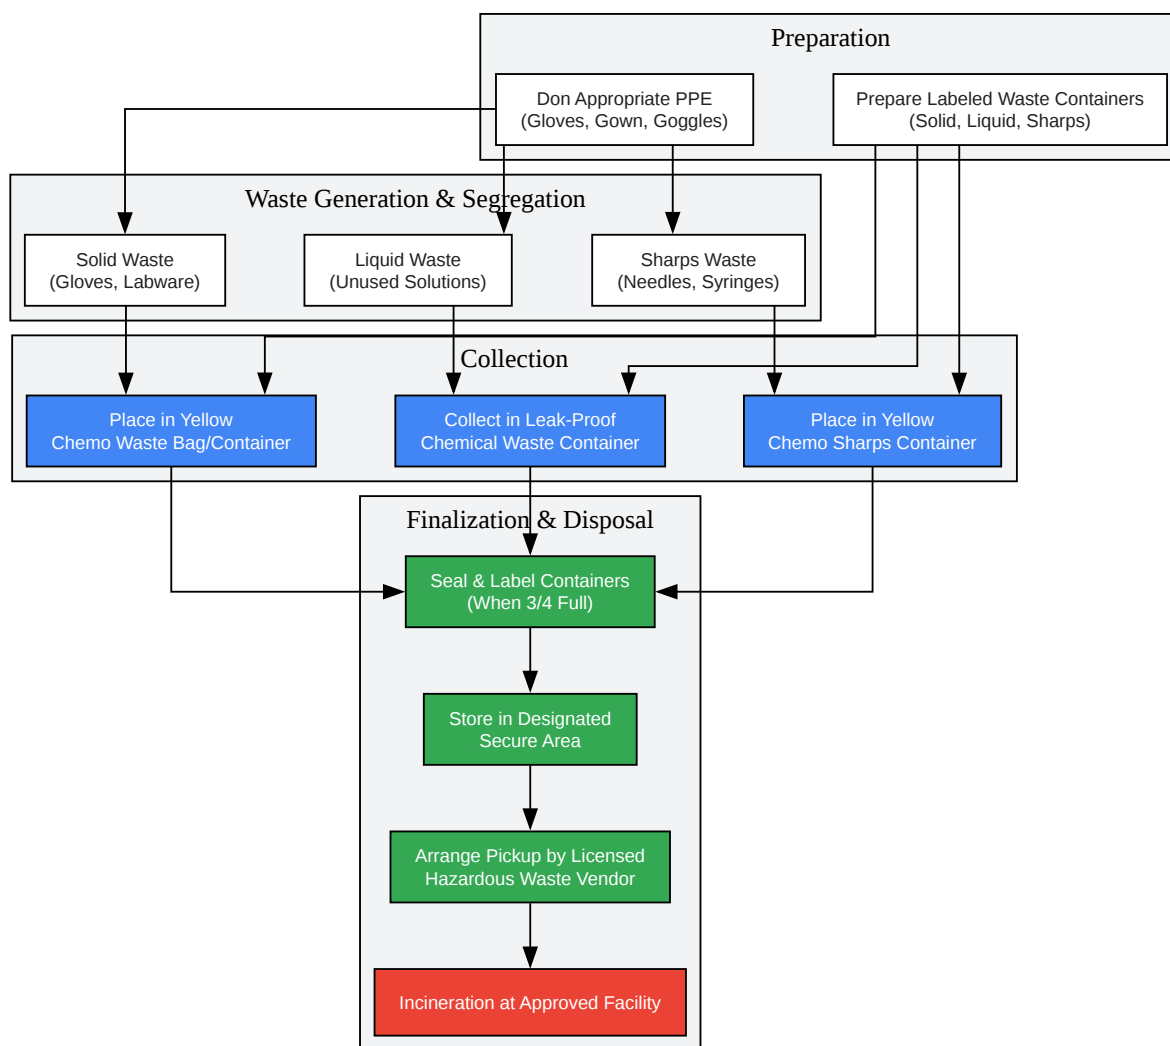 Preparation
Don Appropriate PPE
(Gloves, Gown, Goggles)
Prepare Labeled Waste Containers
(Solid, Liquid, Sharps)
Waste Generation & Segregation
Solid Waste
(Gloves, Labware)
Liquid Waste
(Unused Solutions)
Sharps Waste
(Needles, Syringes)
Collection
Place in Yellow
Chemo Waste Bag/Container
Collect in Leak-Proof
Chemical Waste Container
Place in Yellow
Chemo Sharps Container
Finalization & Disposal
Seal & Label Containers
(When 3/4 Full)
Store in Designated
Secure Area
Arrange Pickup by Licensed
Hazardous Waste Vendor
Incineration at Approved Facility